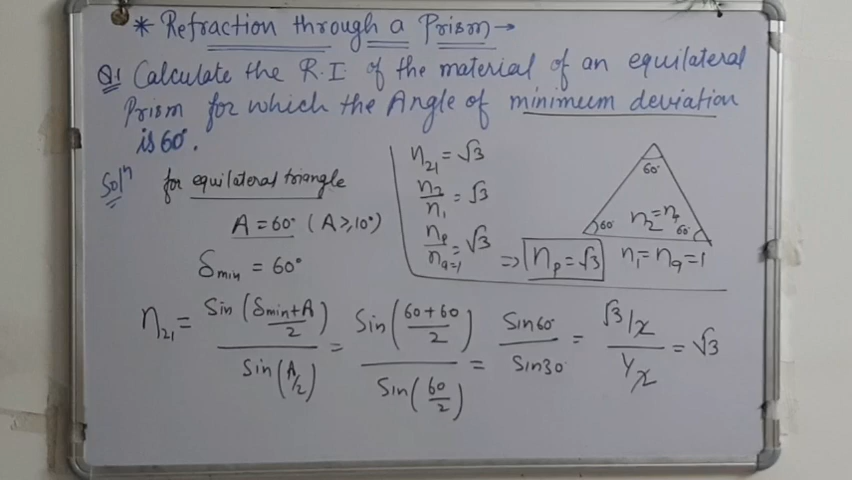 * Refraction through a Prism →
Q.1 Calculate the R.I. of the material of an equilateral
Prism for which the Angle of minimum deviation
is 60°.
Solⁿ for equilateral triangle
A = 60° (A ≥ 10°)
δmin = 60°
n₂₁ = √3
n₂/n₁ = √3
nₚ/nₐ₌₁ = √3 ⇒ nₚ = √3
60°
60° n₂ = nₚ 60°
n₁ = nₐ = 1
n₂₁ = Sin((δmin + A)/2) / Sin(A/2) = Sin((60+60)/2) / Sin(60/2) = Sin60° / Sin30° = (√3/2) / (1/2) = √3